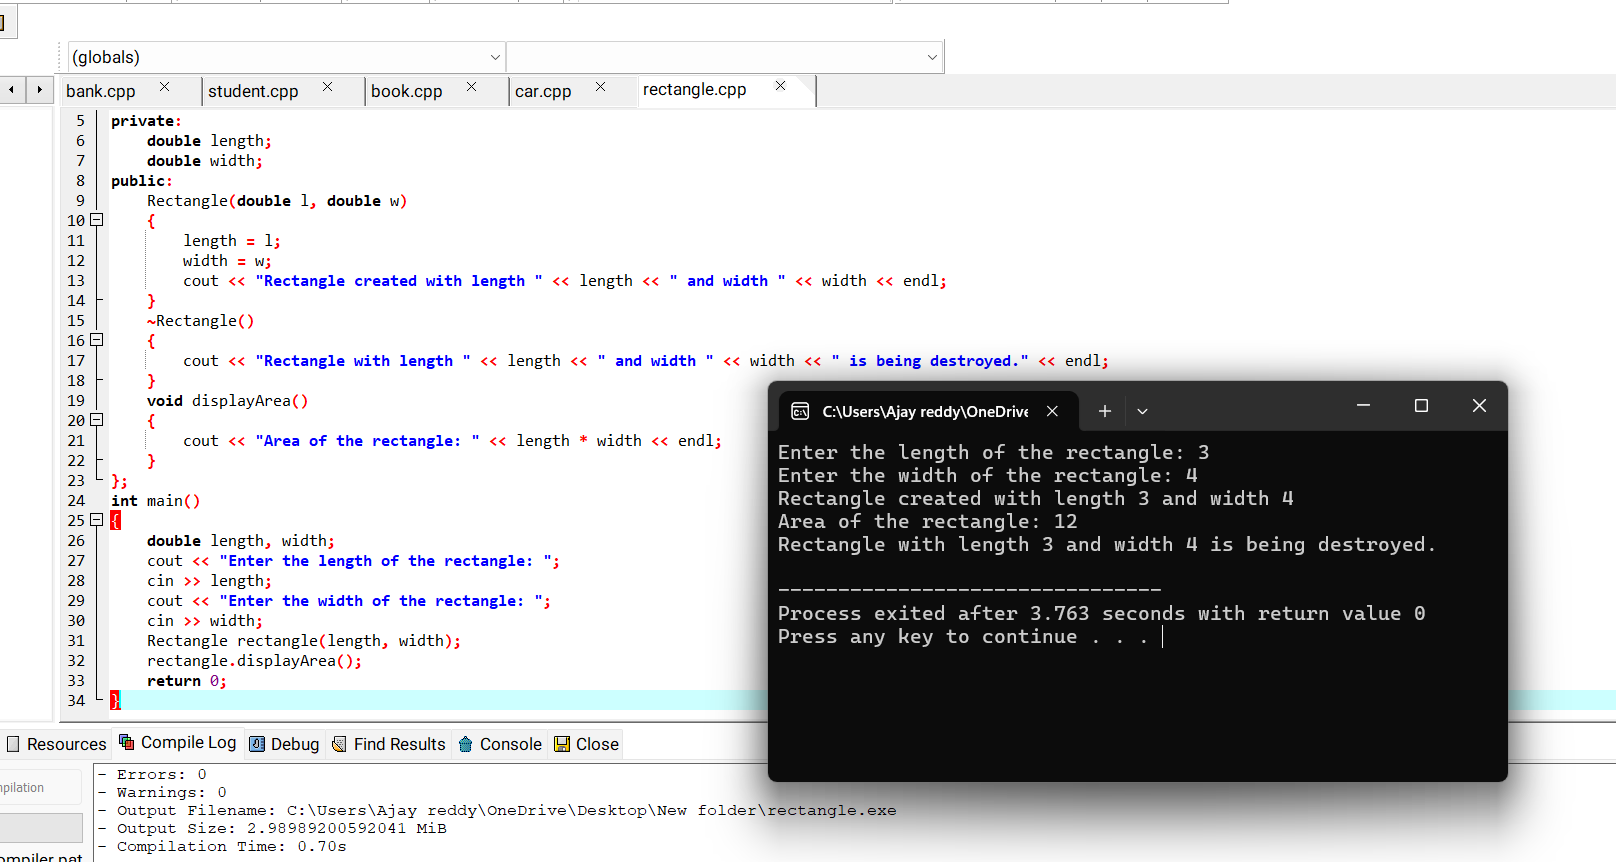 (globals)
bank.cpp student.cpp book.cpp car.cpp rectangle.cpp
5 private:
6 double length;
7 double width;
8 public:
9 Rectangle(double l, double w)
10 {
11 length = l;
12 width = w;
13 cout << "Rectangle created with length " << length << " and width " << width << endl;
14 }
15 ~Rectangle()
16 {
17 cout << "Rectangle with length " << length << " and width " << width << " is being destroyed." << endl;
18 }
19 void displayArea()
20 {
21 cout << "Area of the rectangle: " << length * width << endl;
22 }
23 };
24 int main()
25 {
26 double length, width;
27 cout << "Enter the length of the rectangle: ";
28 cin >> length;
29 cout << "Enter the width of the rectangle: ";
30 cin >> width;
31 Rectangle rectangle(length, width);
32 rectangle.displayArea();
33 return 0;
34 }
C:\Users\Ajay reddy\OneDrive
Enter the length of the rectangle: 3
Enter the width of the rectangle: 4
Rectangle created with length 3 and width 4
Area of the rectangle: 12
Rectangle with length 3 and width 4 is being destroyed.
--------------------------------
Process exited after 3.763 seconds with return value 0
Press any key to continue . . .
Resources Compile Log Debug Find Results Console Close
mpilation
ompiler pat
- Errors: 0
- Warnings: 0
- Output Filename: C:\Users\Ajay reddy\OneDrive\Desktop\New folder\rectangle.exe
- Output Size: 2.98989200592041 MiB
- Compilation Time: 0.70s